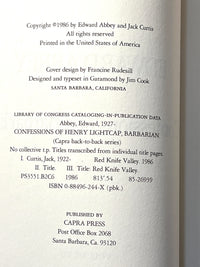 Copyright ©1986 by Edward Abbey and Jack Curtis
All rights reserved
Printed in the United States of America
Cover design by Francine Rudesill
Designed and typeset in Garamond by Jim Cook
SANTA BARBARA, CALIFORNIA
LIBRARY OF CONGRESS CATALOGING-IN-PUBLICATION DATA
Abbey, Edward, 1927-
CONFESSIONS OF HENRY LIGHTCAP, BARBARIAN
(Capra back-to-back series)
No collective t.p. Titles transcribed from individual title pages.
I. Curtis, Jack, 1922- Red Knife Valley. 1986
II. Title. III. Title: Red Knife Valley.
PS3551.B2C6 1986 813'.54 85-26999
ISBN 0-88496-244-X (pbk.)
PUBLISHED BY
CAPRA PRESS
Post Office Box 2068
Santa Barbara, Ca. 93120